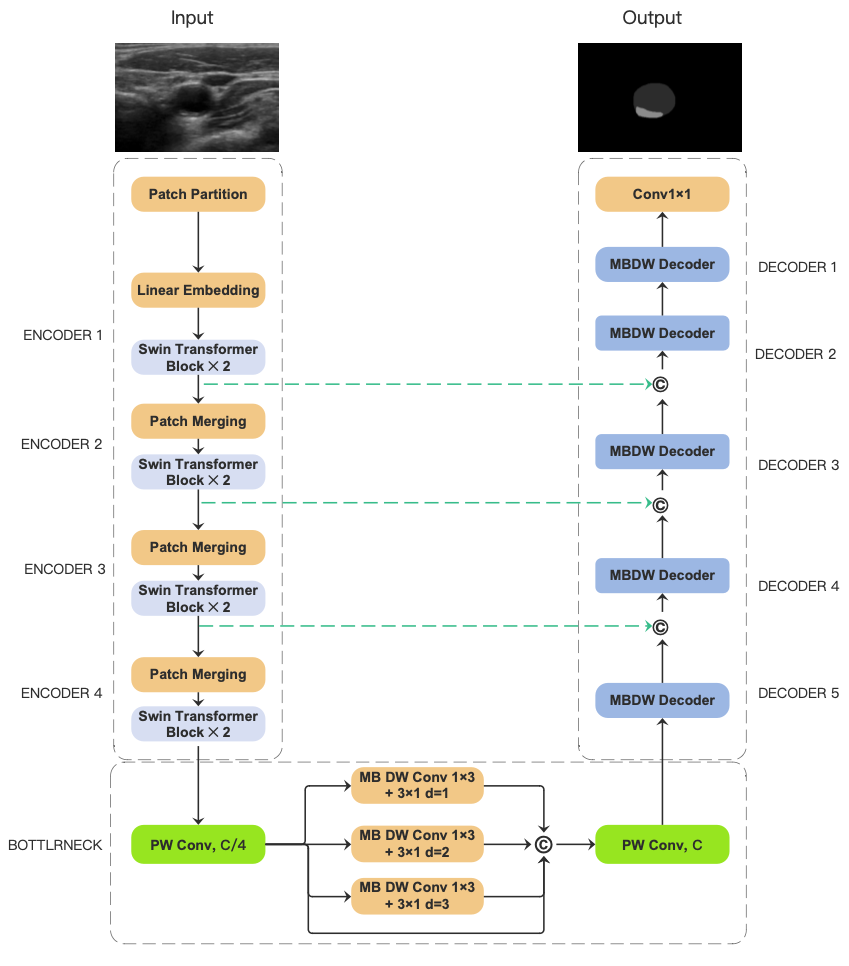 Input
Output
Patch Partition
Conv1×1
MBDW Decoder
DECODER 1
Linear Embedding
ENCODER 1
MBDW Decoder
DECODER 2
Swin Transformer
Block × 2
C
Patch Merging
ENCODER 2
MBDW Decoder
DECODER 3
Swin Transformer
Block × 2
C
Patch Merging
ENCODER 3
MBDW Decoder
DECODER 4
Swin Transformer
Block × 2
C
Patch Merging
ENCODER 4
MBDW Decoder
DECODER 5
Swin Transformer
Block × 2
BOTTLRNECK
PW Conv, C/4
MB DW Conv 1×3
+ 3×1 d=1
MB DW Conv 1×3
+ 3×1 d=2
MB DW Conv 1×3
+ 3×1 d=3
C
PW Conv, C